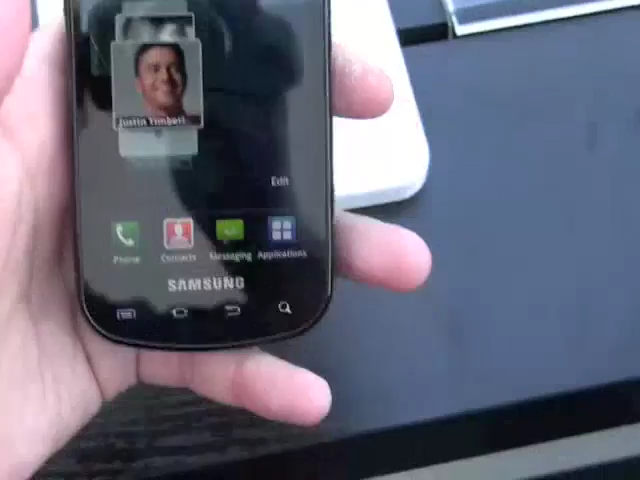 Justin Timberl
Edit
Phone Contacts Messaging Applications
SAMSUNG